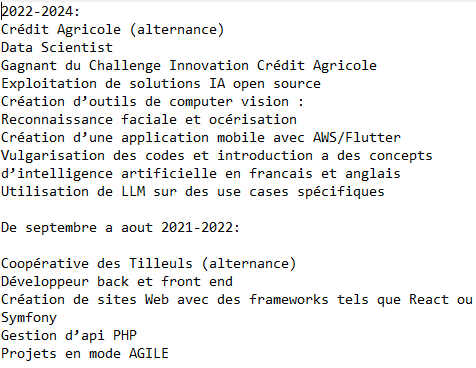 2022-2024:
Crédit Agricole (alternance)
Data Scientist
Gagnant du Challenge Innovation Crédit Agricole
Exploitation de solutions IA open source
Création d’outils de computer vision :
Reconnaissance faciale et océrisation
Création d’une application mobile avec AWS/Flutter
Vulgarisation des codes et introduction a des concepts
d’intelligence artificielle en francais et anglais
Utilisation de LLM sur des use cases spécifiques
De septembre a aout 2021-2022:
Coopérative des Tilleuls (alternance)
Développeur back et front end
Création de sites Web avec des frameworks tels que React ou
Symfony
Gestion d’api PHP
Projets en mode AGILE